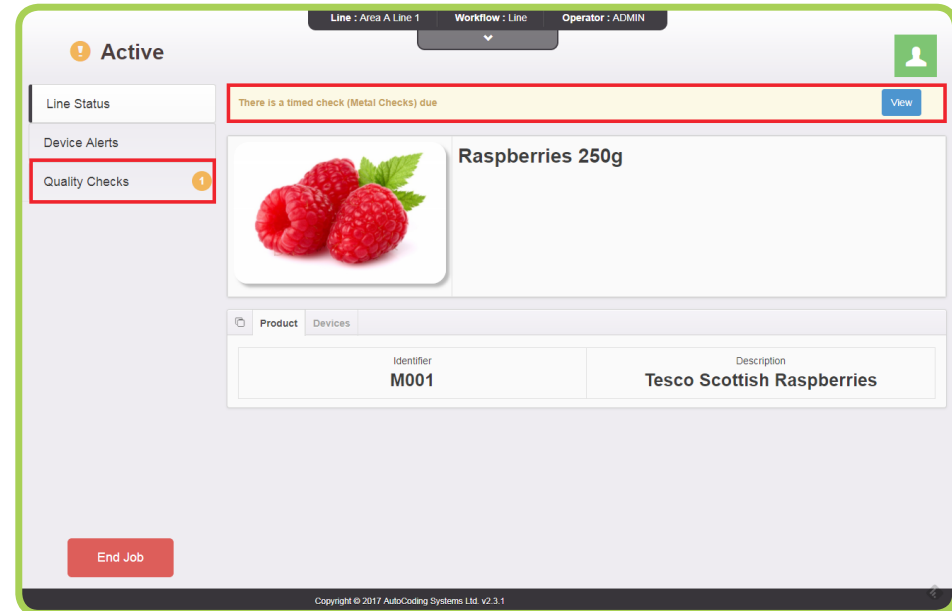 Line : Area A Line 1 Workflow : Line Operator : ADMIN
Active
Line Status
There is a timed check (Metal Checks) due View
Device Alerts
Quality Checks 1
Raspberries 250g
Product Devices
Identifier Description
M001 Tesco Scottish Raspberries
End Job
Copyright © 2017 AutoCoding Systems Ltd. v2.3.1